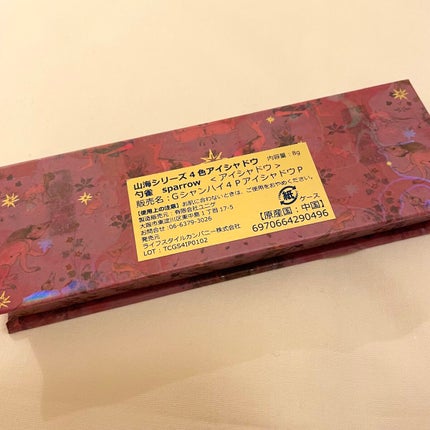 山海シリーズ４色アイシャドウ 内容量：8g
勺雀 sparrow ＜アイシャドウ＞
販売名：Gシャンハイ４PアイシャドウP
【使用上の注意】お肌に合わないときは、ご使用をおやめください。
製造販売元：有限会社ユニゲ
大阪市東淀川区東中島１丁目17-5
お問合せ：06-6379-3026
発売元
ライフスタイルカンパニー株式会社
LOT：TCGS4IP0102
紙 ケース
【原産国：中国】
6970664290496